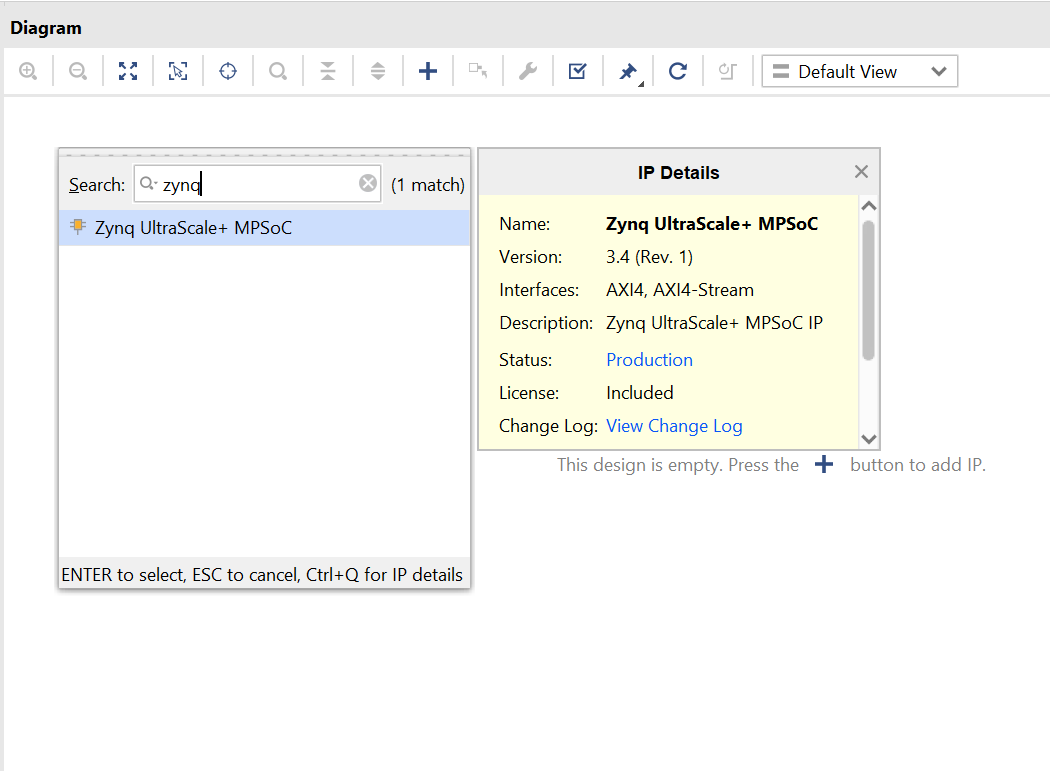 Diagram
Default View
Search: zynq (1 match)
Zynq UltraScale+ MPSoC
ENTER to select, ESC to cancel, Ctrl+Q for IP details
IP Details
Name: Zynq UltraScale+ MPSoC
Version: 3.4 (Rev. 1)
Interfaces: AXI4, AXI4-Stream
Description: Zynq UltraScale+ MPSoC IP
Status: Production
License: Included
Change Log: View Change Log
This design is empty. Press the + button to add IP.